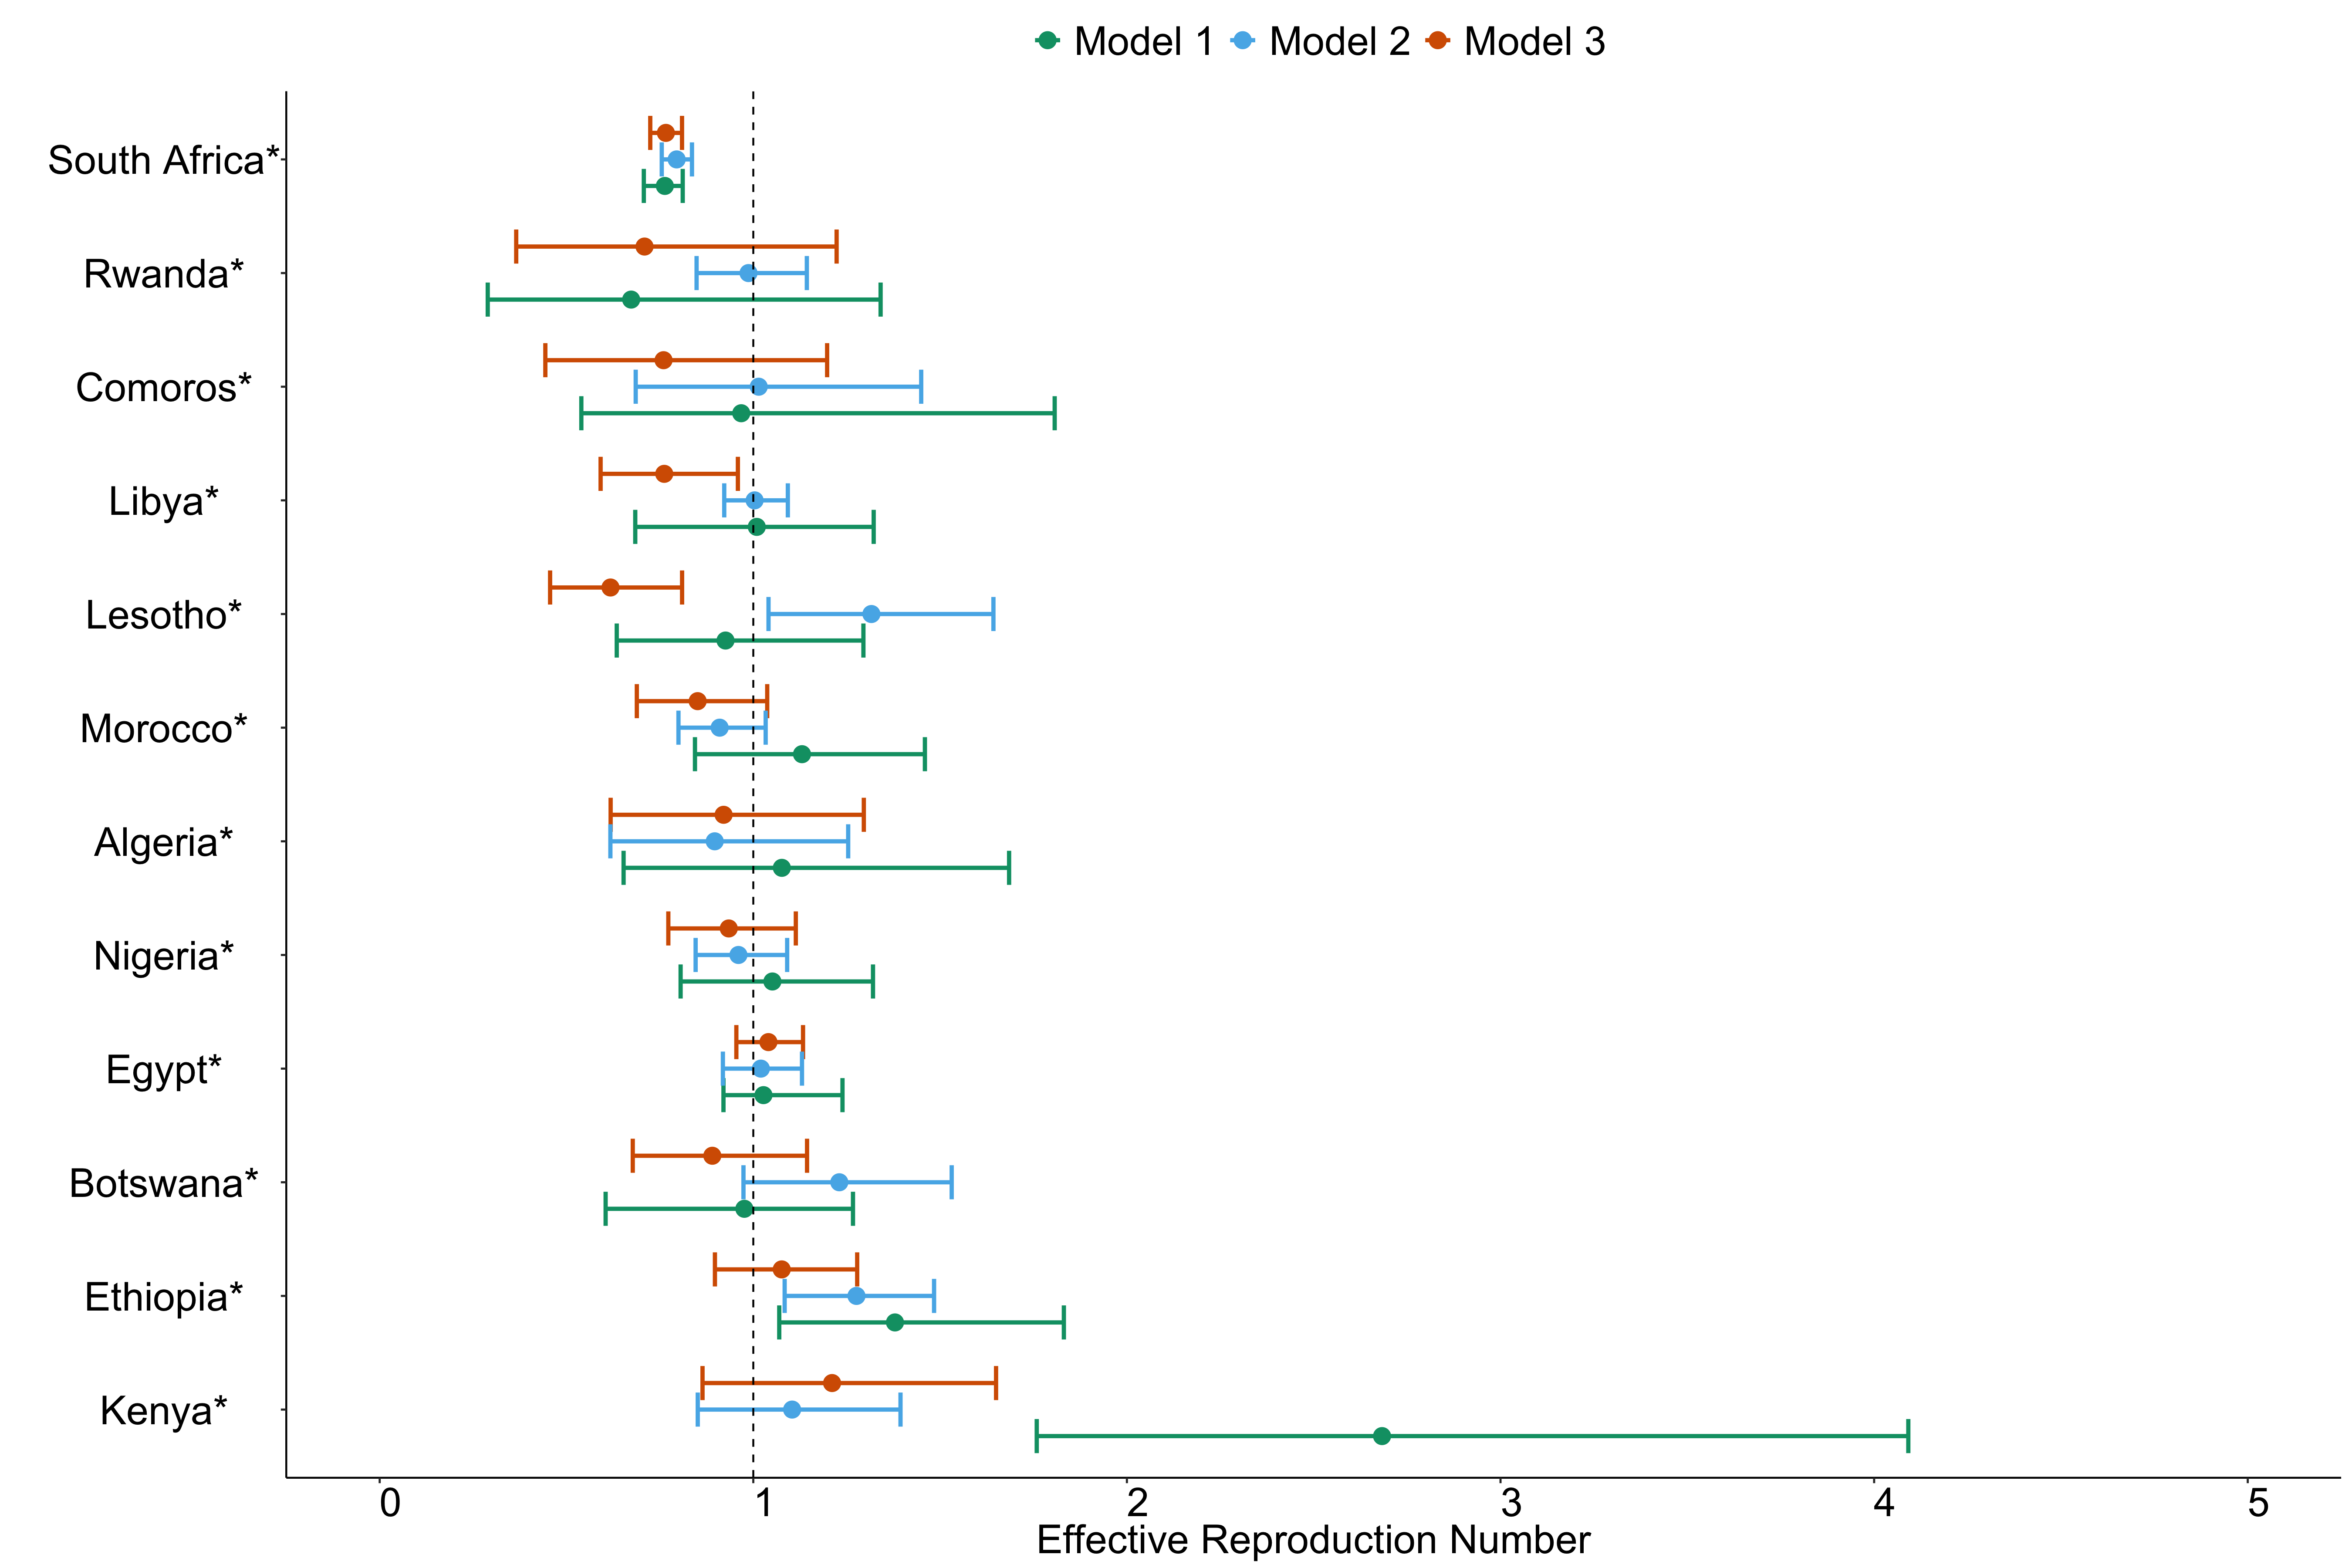 Model 1 Model 2 Model 3
South Africa*
Rwanda*
Comoros*
Libya*
Lesotho*
Morocco*
Algeria*
Nigeria*
Egypt*
Botswana*
Ethiopia*
Kenya*
0 1 2 3 4 5
Effective Reproduction Number